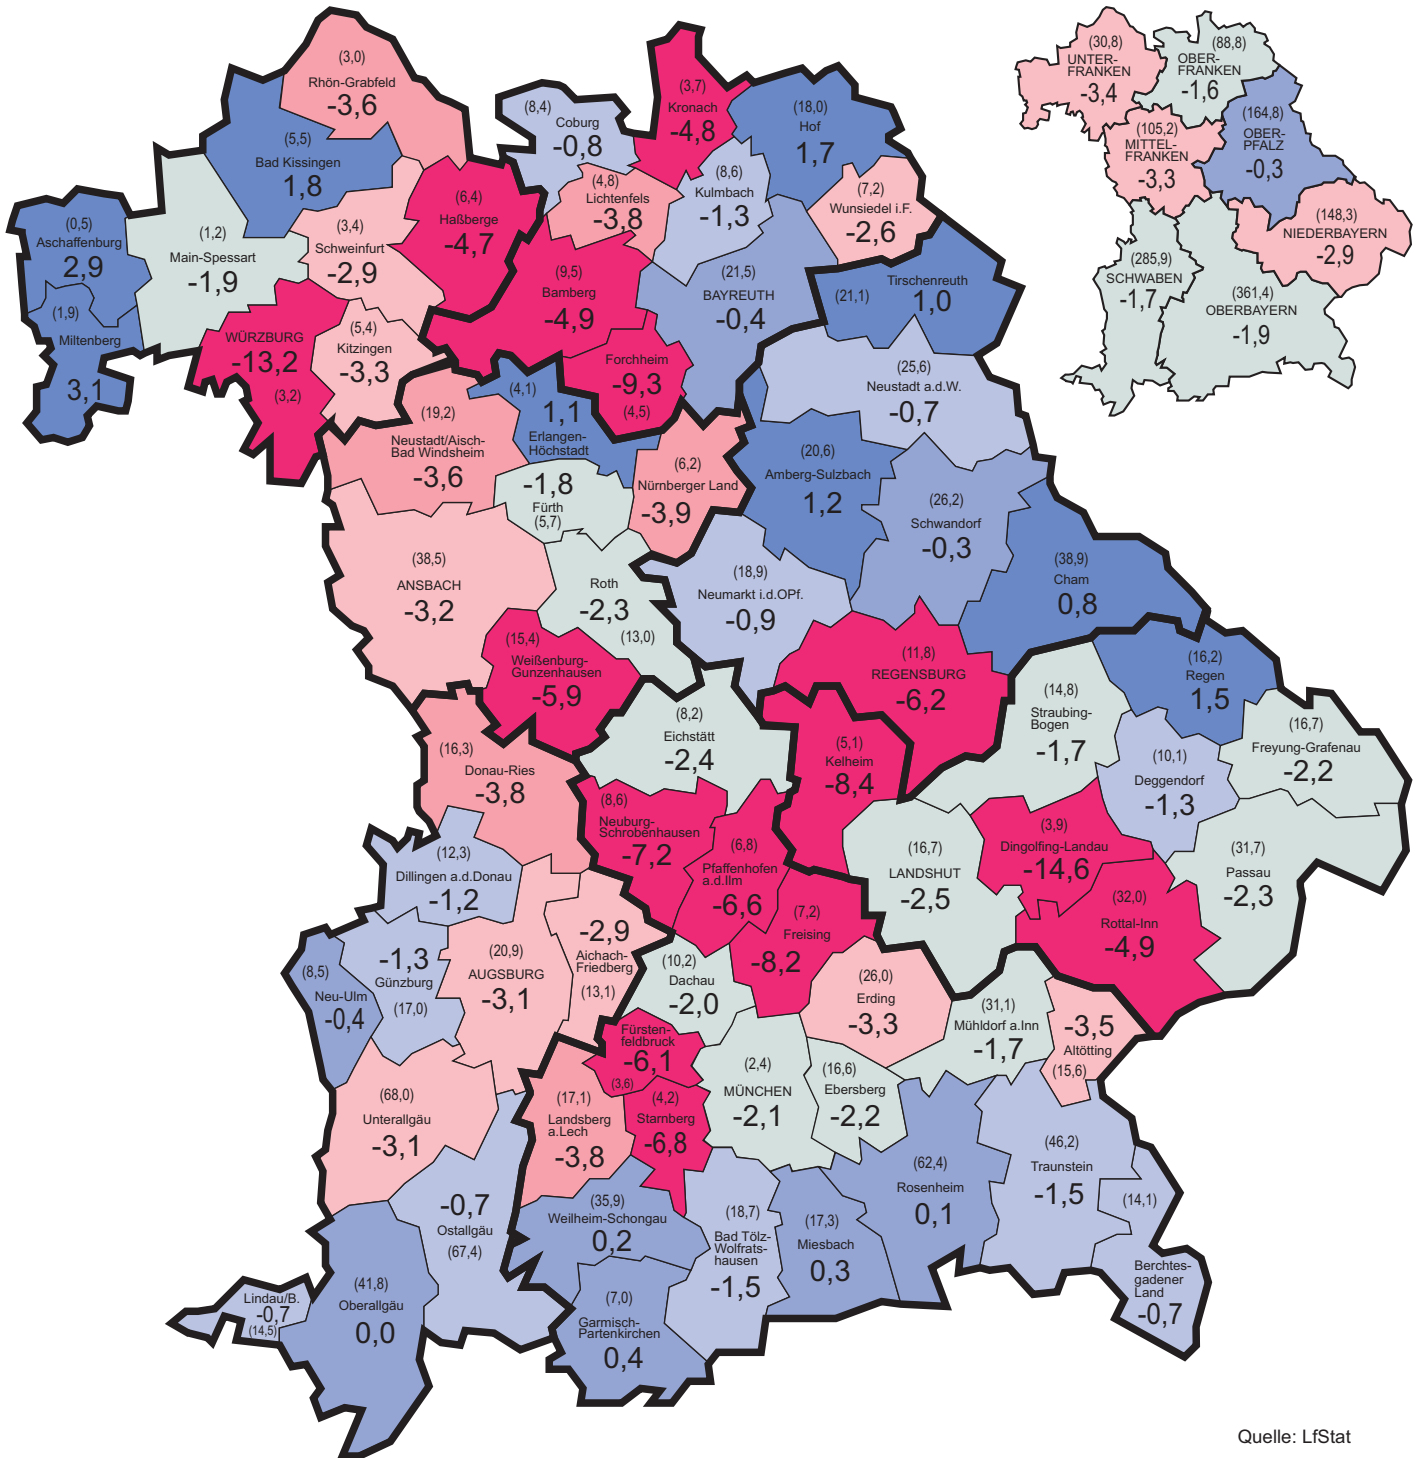 (3,0)
Rhön-Grabfeld
-3,6
(5,5)
Bad Kissingen
1,8
(0,5)
Aschaffenburg
2,9
(1,9)
Miltenberg
3,1
(1,2)
Main-Spessart
-1,9
(3,4)
Schweinfurt
-2,9
(6,4)
Haßberge
-4,7
WÜRZBURG
-13,2
(3,2)
(5,4)
Kitzingen
-3,3
(8,4)
Coburg
-0,8
(3,7)
Kronach
-4,8
(18,0)
Hof
1,7
(4,8)
Lichtenfels
-3,8
(8,6)
Kulmbach
-1,3
(7,2)
Wunsiedel i.F.
-2,6
(9,5)
Bamberg
-4,9
(21,5)
BAYREUTH
-0,4
Forchheim
-9,3
(4,5)
(21,1)
Tirschenreuth
1,0
(25,6)
Neustadt a.d.W.
-0,7
(20,6)
Amberg-Sulzbach
1,2
(26,2)
Schwandorf
-0,3
(38,9)
Cham
0,8
(18,9)
Neumarkt i.d.OPf.
-0,9
(11,8)
REGENSBURG
-6,2
(19,2)
Neustadt/Aisch-
Bad Windsheim
-3,6
(4,1)
1,1
Erlangen-
Höchstadt
-1,8
Fürth
(5,7)
(6,2)
Nürnberger Land
-3,9
(38,5)
ANSBACH
-3,2
Roth
-2,3
(13,0)
(15,4)
Weißenburg-
Gunzenhausen
-5,9
(16,2)
Regen
1,5
(14,8)
Straubing-
Bogen
-1,7
(10,1)
Deggendorf
-1,3
(16,7)
Freyung-Grafenau
-2,2
(5,1)
Kelheim
-8,4
(16,7)
LANDSHUT
-2,5
(3,9)
Dingolfing-Landau
-14,6
(32,0)
Rottal-Inn
-4,9
(31,7)
Passau
-2,3
(8,2)
Eichstätt
-2,4
(8,6)
Neuburg-
Schrobenhausen
-7,2
(6,8)
Pfaffenhofen
a.d.Ilm
-6,6
(7,2)
Freising
-8,2
(26,0)
Erding
-3,3
(10,2)
Dachau
-2,0
(31,1)
Mühldorf a.Inn
-1,7
-3,5
Altötting
(15,6)
Fürsten-
feldbruck
-6,1
(3,6)
(2,4)
MÜNCHEN
-2,1
(16,6)
Ebersberg
-2,2
(17,1)
Landsberg
a.Lech
-3,8
(4,2)
Starnberg
-6,8
(35,9)
Weilheim-Schongau
0,2
(7,0)
Garmisch-
Partenkirchen
0,4
(18,7)
Bad Tölz-
Wolfrats-
hausen
-1,5
(17,3)
Miesbach
0,3
(62,4)
Rosenheim
0,1
(46,2)
Traunstein
-1,5
(14,1)
Berchtes-
gadener
Land
-0,7
(16,3)
Donau-Ries
-3,8
(12,3)
Dillingen a.d.Donau
-1,2
-1,3
Günzburg
(17,0)
(8,5)
Neu-Ulm
-0,4
(20,9)
AUGSBURG
-3,1
-2,9
Aichach-
Friedberg
(13,1)
(68,0)
Unterallgäu
-3,1
-0,7
Ostallgäu
(67,4)
(41,8)
Oberallgäu
0,0
Lindau/B.
-0,7
(14,5)
(30,8)
UNTER-
FRANKEN
-3,4
(88,8)
OBER-
FRANKEN
-1,6
(105,2)
MITTEL-
FRANKEN
-3,3
(164,8)
OBER-
PFALZ
-0,3
(148,3)
NIEDERBAYERN
-2,9
(285,9)
SCHWABEN
-1,7
(361,4)
OBERBAYERN
-1,9
Quelle: LfStat